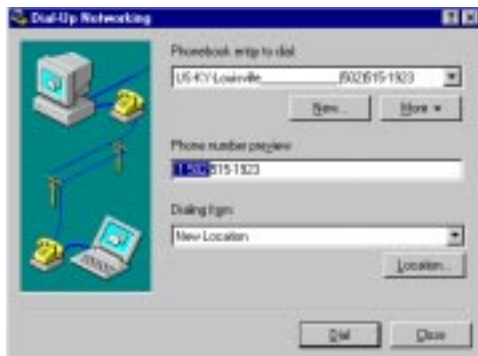 Dial-Up Networking
Phonebook entry to dial
US-KY-Louisville__________(502)515-1923
New...
More
Phone number preview
1 502 515-1923
Dialing from
New Location
Location...
Dial
Close